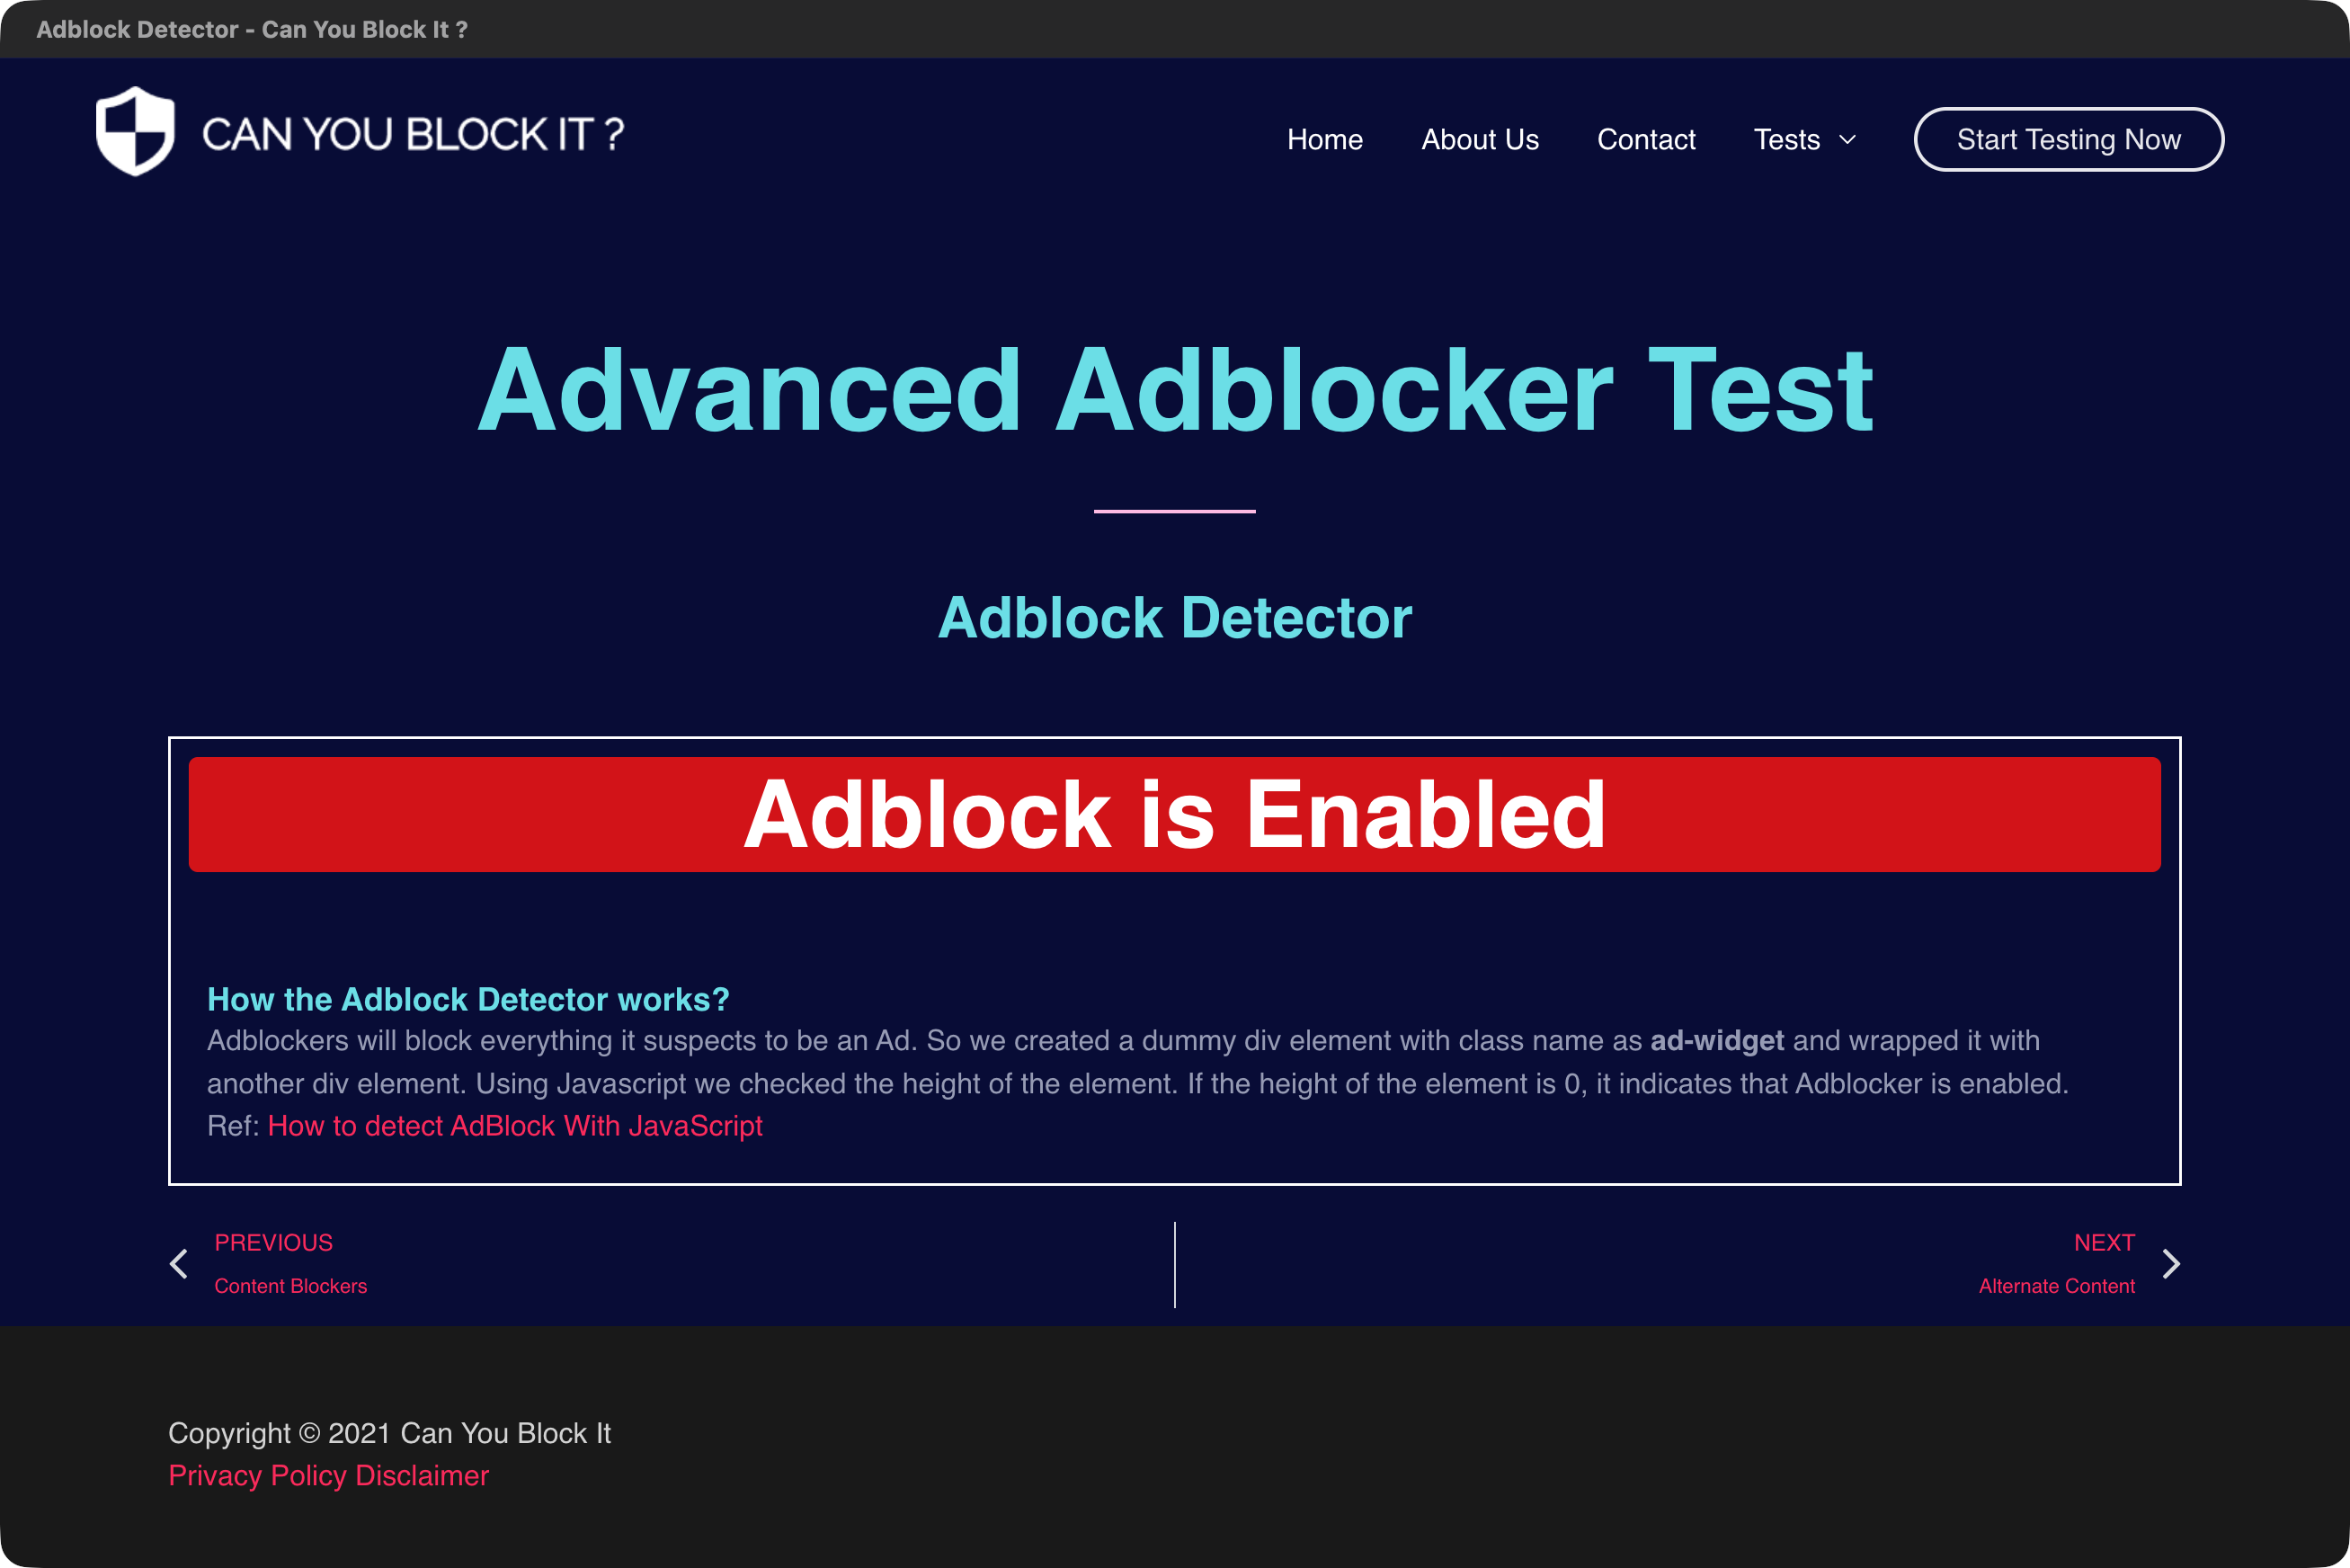 Adblock Detector - Can You Block It ?
CAN YOU BLOCK IT ?
Home About Us Contact Tests Start Testing Now
Advanced Adblocker Test
Adblock Detector
Adblock is Enabled
How the Adblock Detector works?
Adblockers will block everything it suspects to be an Ad. So we created a dummy div element with class name as ad-widget and wrapped it with
another div element. Using Javascript we checked the height of the element. If the height of the element is 0, it indicates that Adblocker is enabled.
Ref: How to detect AdBlock With JavaScript
PREVIOUS
Content Blockers
NEXT
Alternate Content
Copyright © 2021 Can You Block It
Privacy Policy Disclaimer